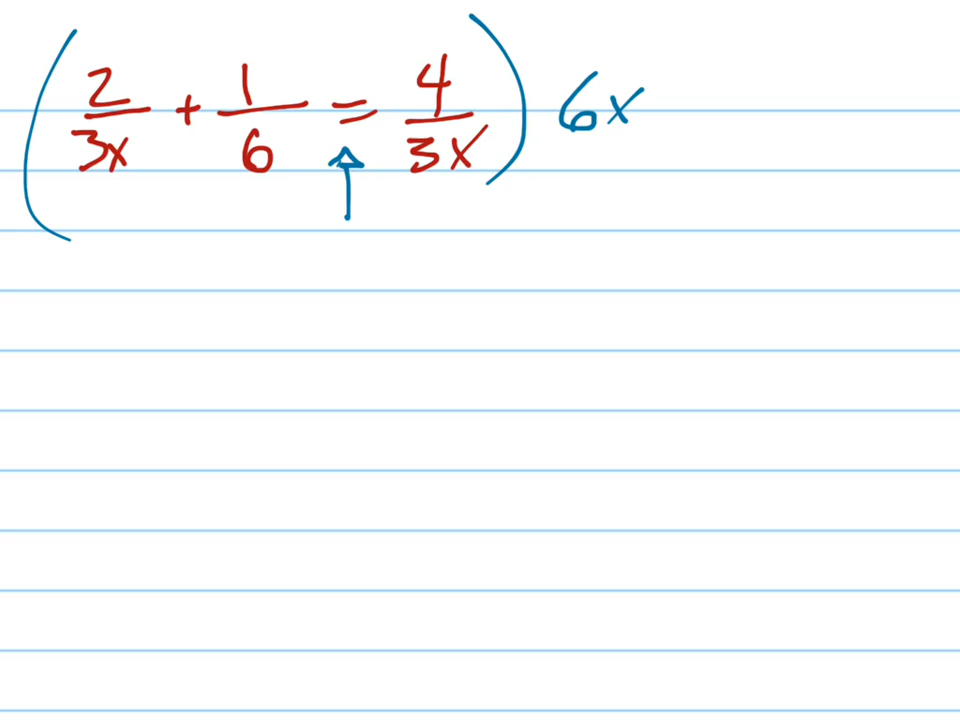 (2/3x + 1/6 = 4/3x) 6x